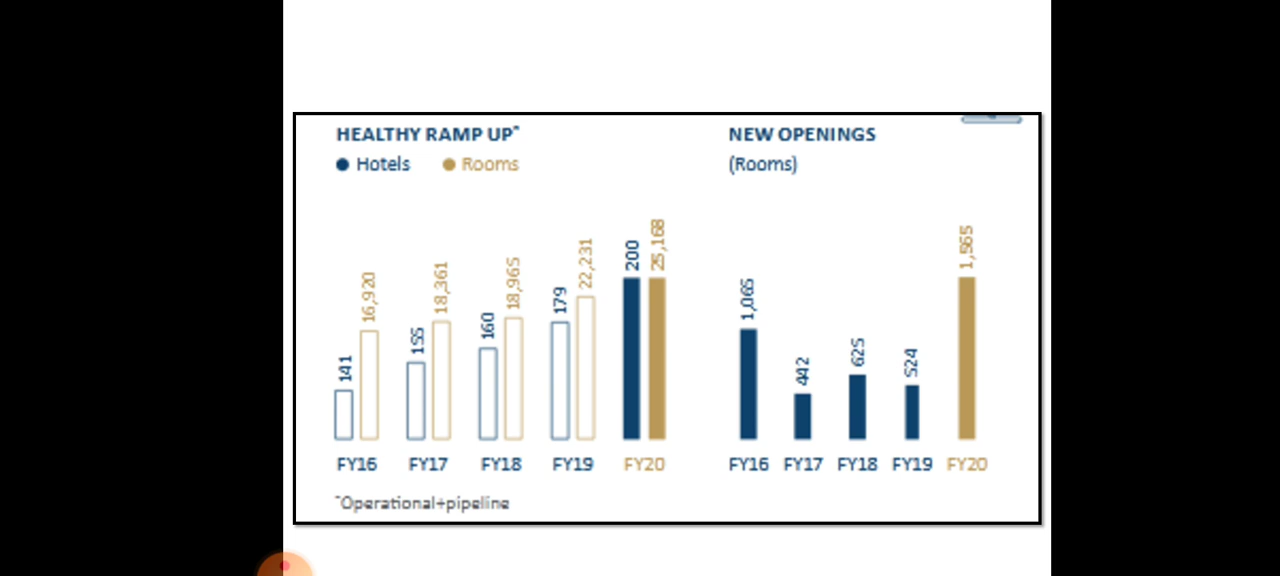 HEALTHY RAMP UP*
Hotels Rooms
141 16,920 155 18,361 160 18,965 179 22,231 200 25,168
FY16 FY17 FY18 FY19 FY20
*Operational+pipeline
NEW OPENINGS
(Rooms)
1,065 442 625 524 1,565
FY16 FY17 FY18 FY19 FY20